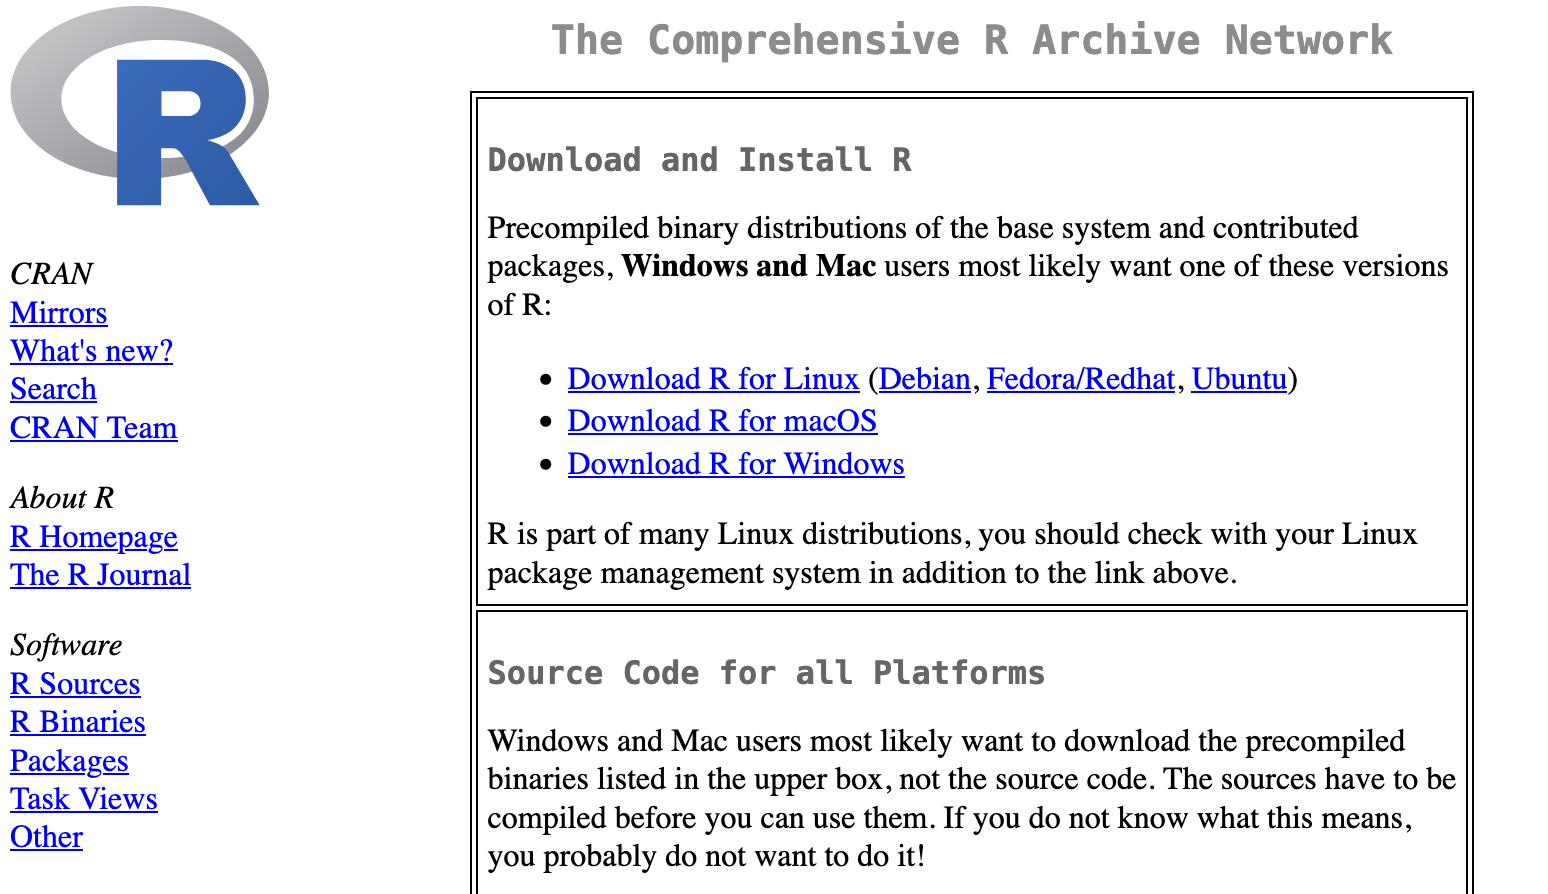 R
CRAN
Mirrors
What's new?
Search
CRAN Team
About R
R Homepage
The R Journal
Software
R Sources
R Binaries
Packages
Task Views
Other
The Comprehensive R Archive Network
Download and Install R
Precompiled binary distributions of the base system and contributed
packages, Windows and Mac users most likely want one of these versions
of R:
• Download R for Linux (Debian, Fedora/Redhat, Ubuntu)
• Download R for macOS
• Download R for Windows
R is part of many Linux distributions, you should check with your Linux
package management system in addition to the link above.
Source Code for all Platforms
Windows and Mac users most likely want to download the precompiled
binaries listed in the upper box, not the source code. The sources have to be
compiled before you can use them. If you do not know what this means,
you probably do not want to do it!